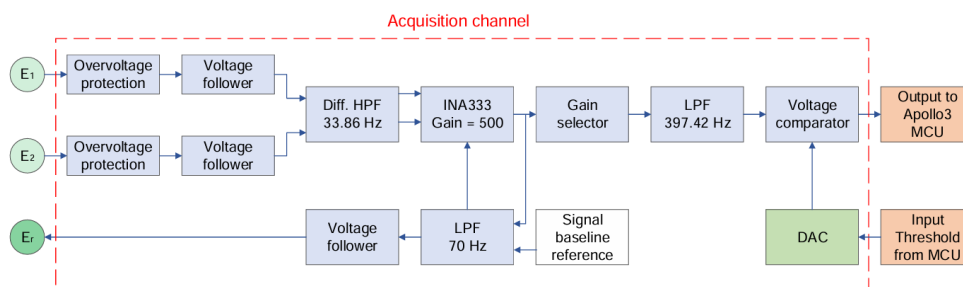 Acquisition channel
E1
Overvoltage
protection
Voltage
follower
Diff. HPF
33.86 Hz
INA333
Gain = 500
Gain
selector
LPF
397.42 Hz
Voltage
comparator
Output to
Apollo3
MCU
E2
Overvoltage
protection
Voltage
follower
Er
Voltage
follower
LPF
70 Hz
Signal
baseline
reference
DAC
Input
Threshold
from MCU